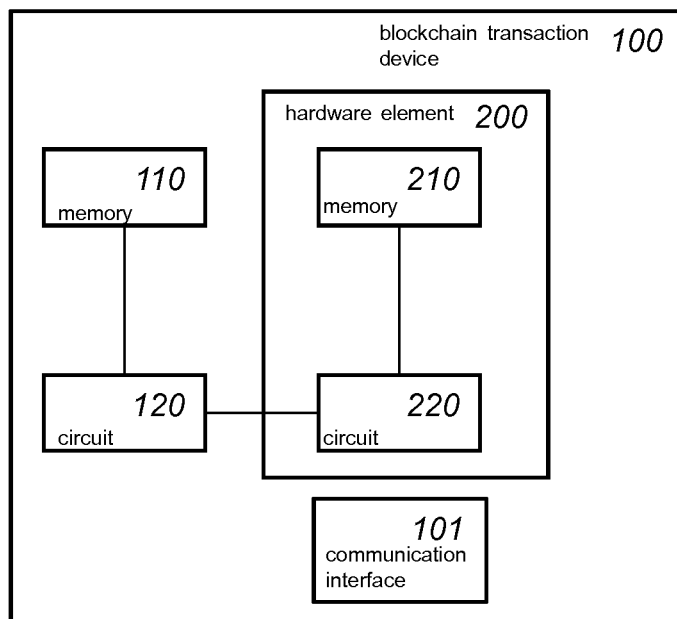 blockchain transaction 100
device
hardware element 200
110
memory
210
memory
120
circuit
220
circuit
101
communication
interface